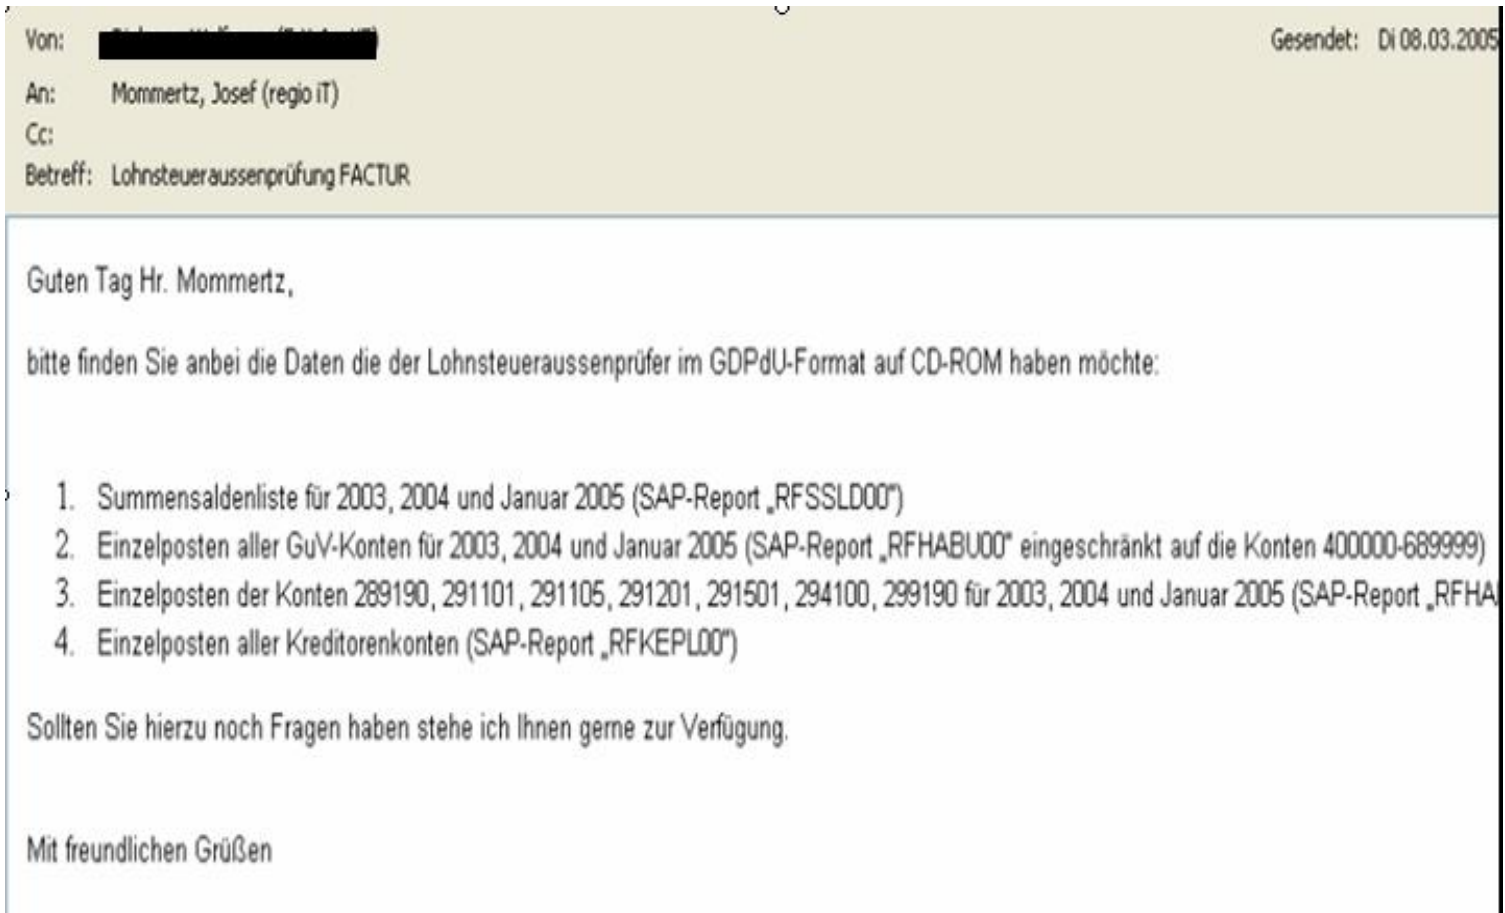 Von:
Gesendet: Di 08.03.2005
An: Mommertz, Josef (regio iT)
Cc:
Betreff: Lohnsteueraussenprüfung FACTUR
Guten Tag Hr. Mommertz,
bitte finden Sie anbei die Daten die der Lohnsteueraussenprüfer im GDPdU-Format auf CD-ROM haben möchte:
1. Summensaldenliste für 2003, 2004 und Januar 2005 (SAP-Report „RFSSLD00")
2. Einzelposten aller GuV-Konten für 2003, 2004 und Januar 2005 (SAP-Report „RFHABU00" eingeschränkt auf die Konten 400000-689999)
3. Einzelposten der Konten 289190, 291101, 291105, 291201, 291501, 294100, 299190 für 2003, 2004 und Januar 2005 (SAP-Report „RFHA
4. Einzelposten aller Kreditorenkonten (SAP-Report „RFKEPL00")
Sollten Sie hierzu noch Fragen haben stehe ich Ihnen gerne zur Verfügung.
Mit freundlichen Grüßen